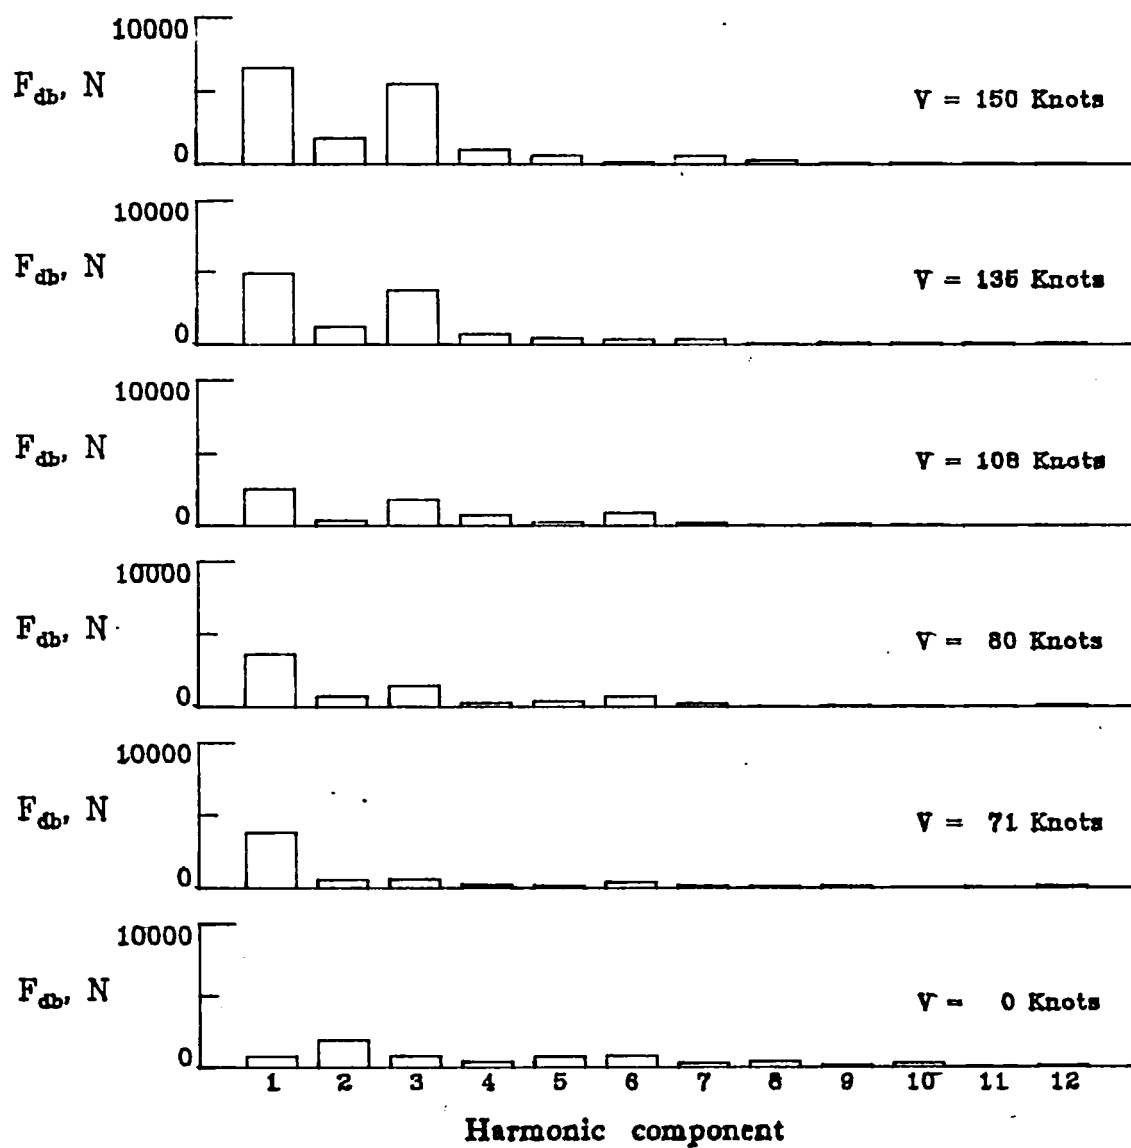 10000
F_db, N
V = 150 Knots
0
10000
F_db, N
V = 135 Knots
0
10000
F_db, N
V = 108 Knots
0
10000
F_db, N
V = 80 Knots
0
10000
F_db, N
V = 71 Knots
0
10000
F_db, N
V = 0 Knots
0
1 2 3 4 5 6 7 8 9 10 11 12
Harmonic component